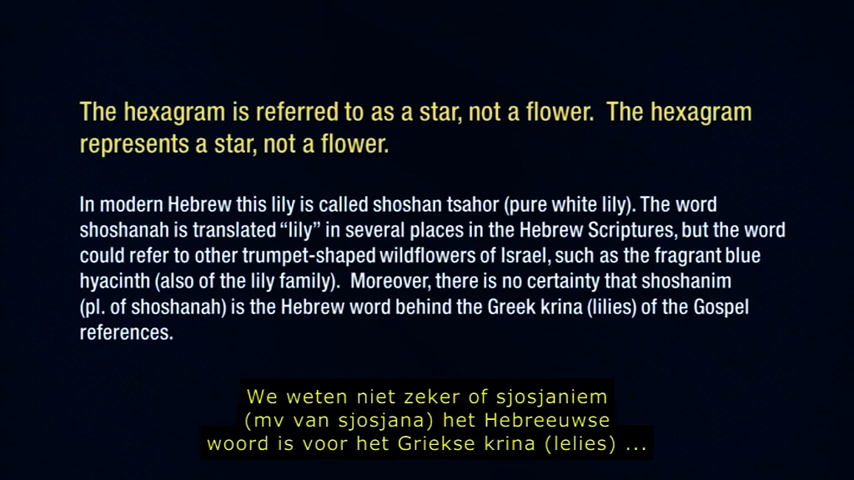 The hexagram is referred to as a star, not a flower. The hexagram
represents a star, not a flower.
In modern Hebrew this lily is called shoshan tsahor (pure white lily). The word
shoshanah is translated “lily” in several places in the Hebrew Scriptures, but the word
could refer to other trumpet-shaped wildflowers of Israel, such as the fragrant blue
hyacinth (also of the lily family). Moreover, there is no certainty that shoshanim
(pl. of shoshanah) is the Hebrew word behind the Greek krina (lilies) of the Gospel
references.
We weten niet zeker of sjosjaniem
(mv van sjosjana) het Hebreeuwse
woord is voor het Griekse krina (lelies) ...